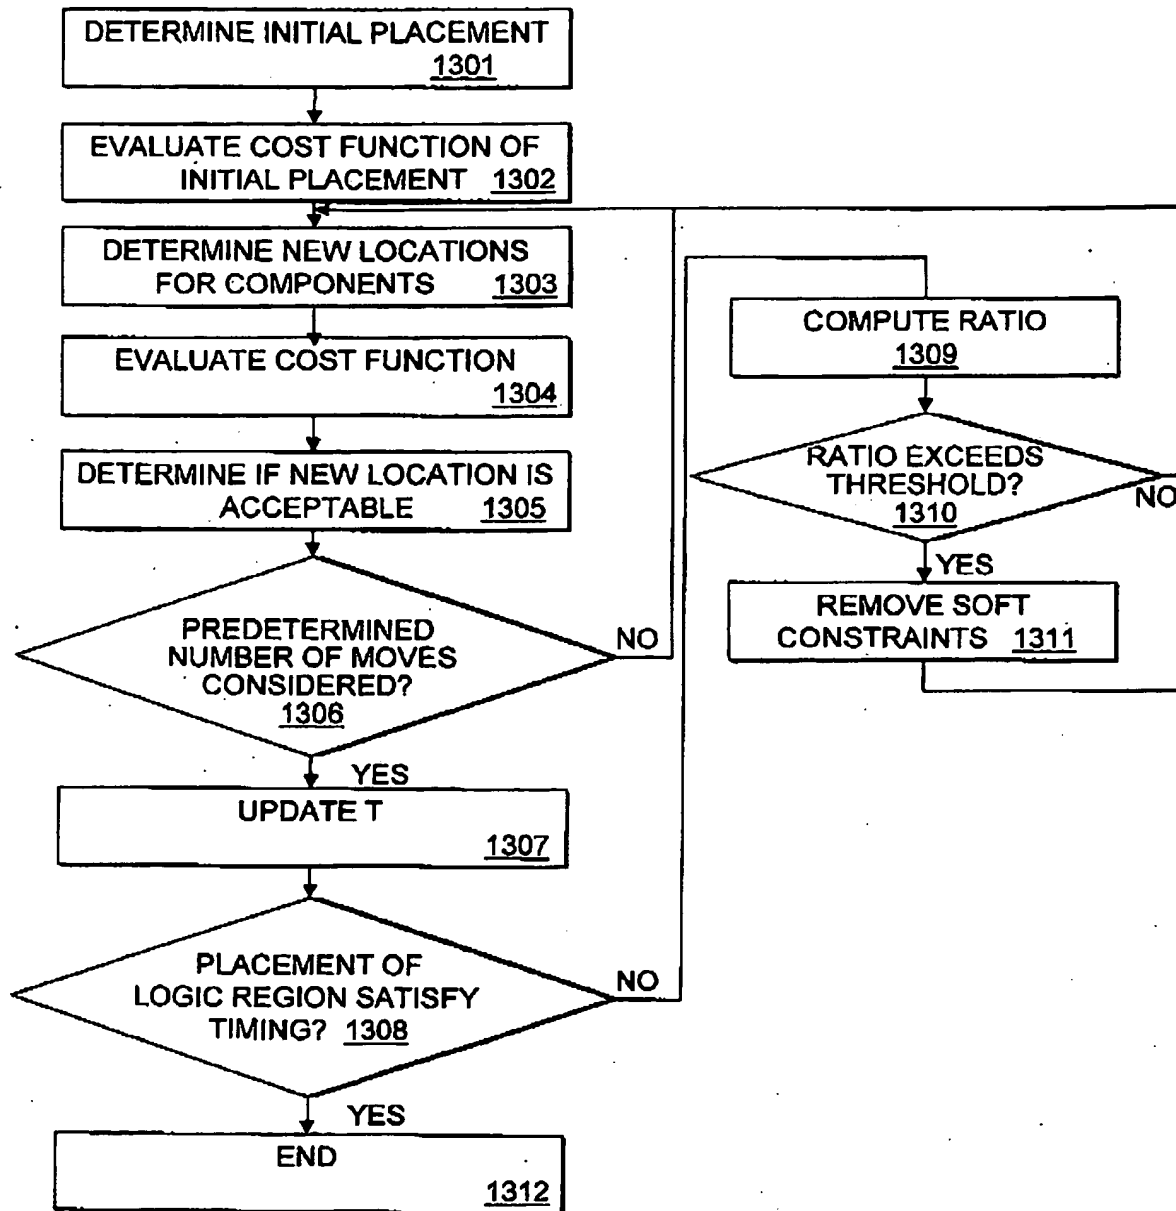 DETERMINE INITIAL PLACEMENT
1301
EVALUATE COST FUNCTION OF
INITIAL PLACEMENT 1302
DETERMINE NEW LOCATIONS
FOR COMPONENTS 1303
EVALUATE COST FUNCTION
1304
DETERMINE IF NEW LOCATION IS
ACCEPTABLE 1305
PREDETERMINED
NUMBER OF MOVES
CONSIDERED?
1306
NO
YES
UPDATE T
1307
PLACEMENT OF
LOGIC REGION SATISFY
TIMING? 1308
NO
YES
END
1312
COMPUTE RATIO
1309
RATIO EXCEEDS
THRESHOLD?
1310
NO
YES
REMOVE SOFT
CONSTRAINTS 1311